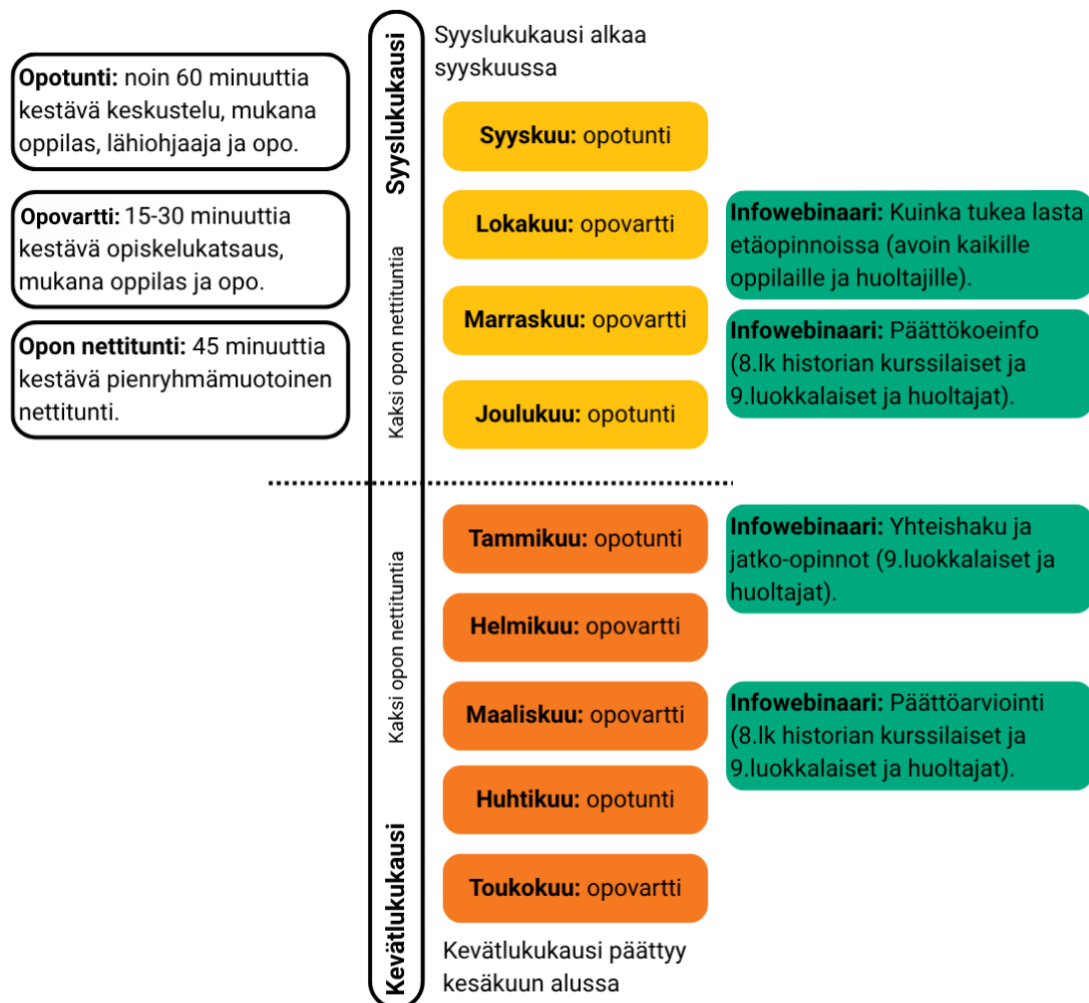 Opotunti: noin 60 minuuttia
kestävä keskustelu, mukana
oppilas, lähiohjaaja ja opo.
Opovartti: 15-30 minuuttia
kestävä opiskelukatsaus,
mukana oppilas ja opo.
Opon nettitunti: 45 minuuttia
kestävä pienryhmämuotoinen
nettitunti.
Syyslukukausi
Kaksi opon nettituntia
Syyslukukausi alkaa
syyskuussa
Syyskuu: opotunti
Lokakuu: opovartti
Marraskuu: opovartti
Joulukuu: opotunti
Infowebinaari: Kuinka tukea lasta
etäopinnoissa (avoin kaikille
oppilaille ja huoltajille).
Infowebinaari: Päättökoeinfo
(8.lk historian kurssilaiset ja
9.luokkalaiset ja huoltajat).
Kaksi opon nettituntia
Kevätlukukausi
Tammikuu: opotunti
Helmikuu: opovartti
Maaliskuu: opovartti
Huhtikuu: opotunti
Toukokuu: opovartti
Kevätlukukausi päättyy
kesäkuun alussa
Infowebinaari: Yhteishaku ja
jatko-opinnot (9.luokkalaiset ja
huoltajat).
Infowebinaari: Päättöarviointi
(8.lk historian kurssilaiset ja
9.luokkalaiset ja huoltajat).